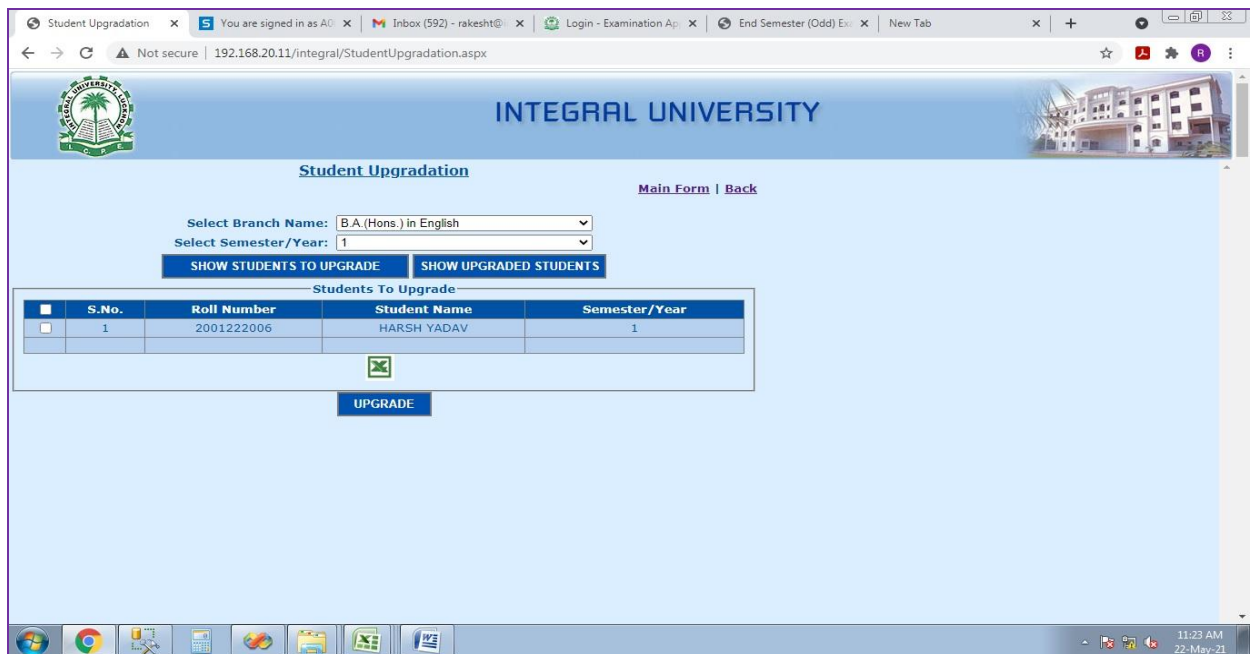 Student Upgradation
You are signed in as A0
Inbox (592) - rakesht@
Login - Examination Ap
End Semester (Odd) Ex
New Tab
Not secure | 192.168.20.11/integral/StudentUpgradation.aspx
R
INTEGRAL UNIVERSITY
Student Upgradation
Main Form | Back
Select Branch Name: B.A.(Hons.) in English
Select Semester/Year: 1
SHOW STUDENTS TO UPGRADE SHOW UPGRADED STUDENTS
Students To Upgrade
S.No. Roll Number Student Name Semester/Year
1 2001222006 HARSH YADAV 1
UPGRADE
11:23 AM
22-May-21